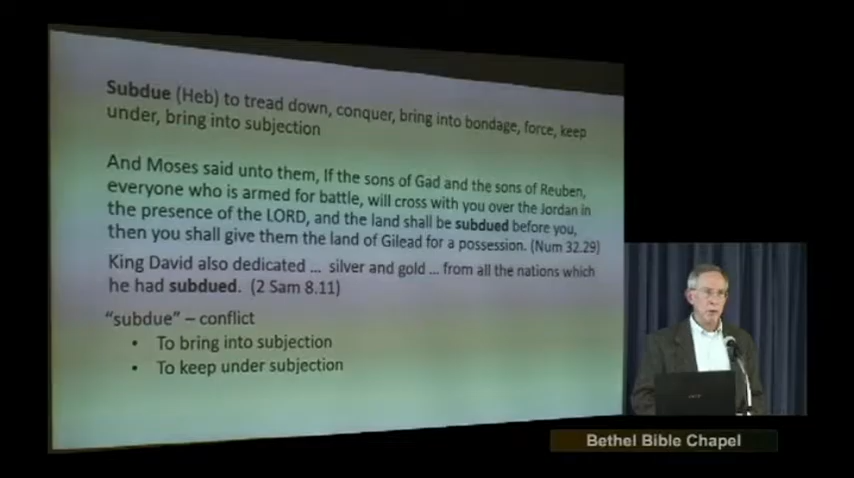 Subdue (Heb) to tread down, conquer, bring into bondage, force, keep
under, bring into subjection
And Moses said unto them, If the sons of Gad and the sons of Reuben,
everyone who is armed for battle, will cross with you over the Jordan in
the presence of the LORD, and the land shall be subdued before you,
then you shall give them the land of Gilead for a possession. (Num 32.29)
King David also dedicated ... silver and gold ... from all the nations which
he had subdued. (2 Sam 8.11)
"subdue" – conflict
• To bring into subjection
• To keep under subjection
Bethel Bible Chapel